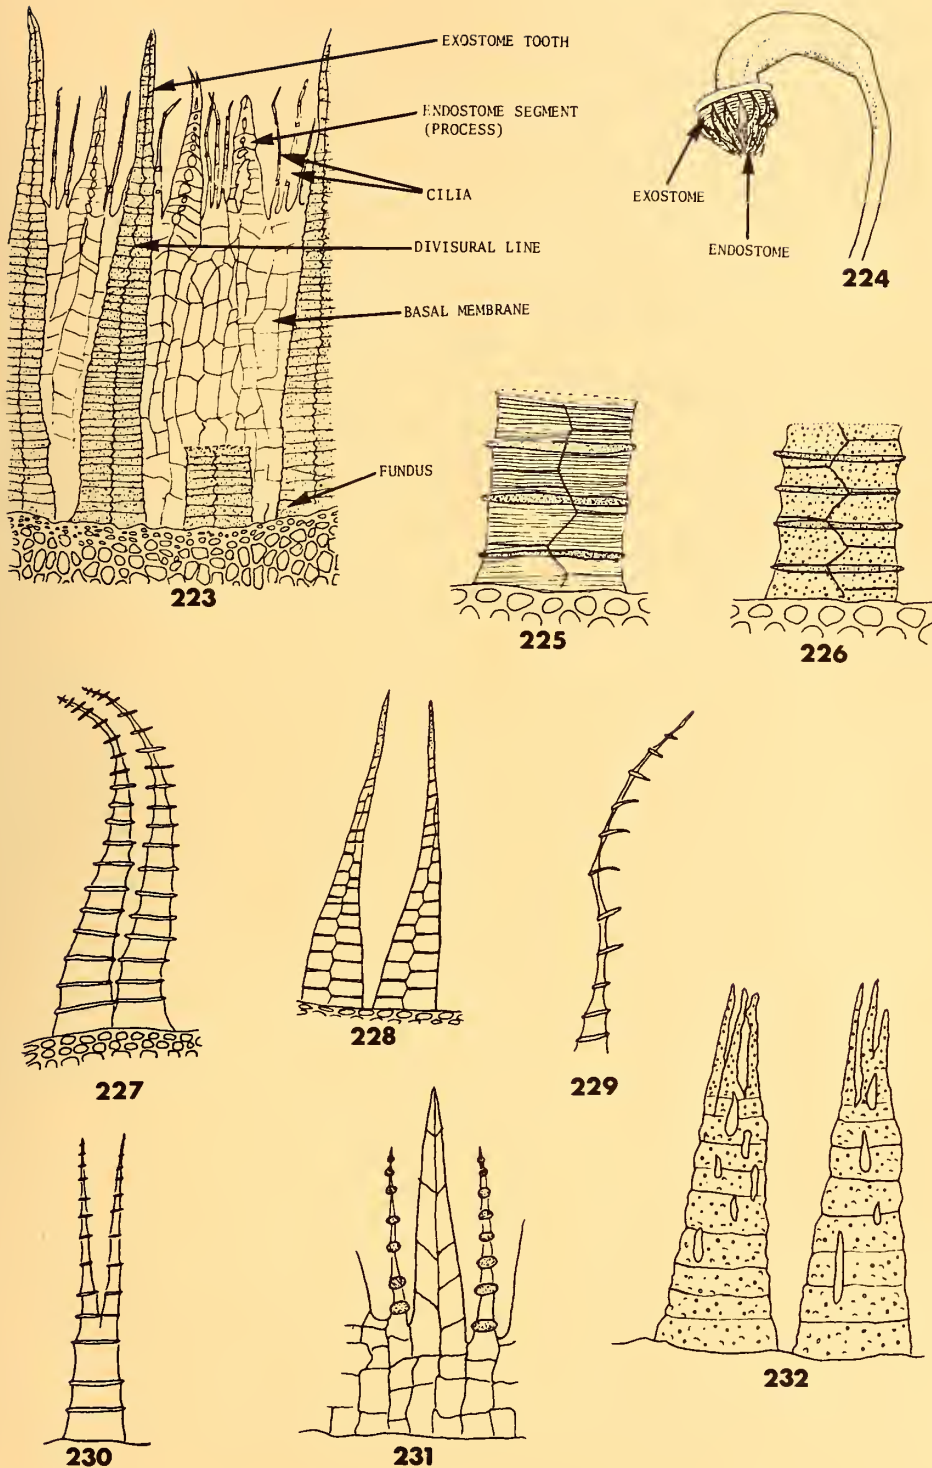 EXOSTOME TOOTH
ENDOSTOME SEGMENT
(PROCESS)
CILIA
DIVISURAL LINE
BASAL MEMBRANE
FUNDUS
223
EXOSTOME
ENDOSTOME
224
225
226
227
228
229
230
231
232